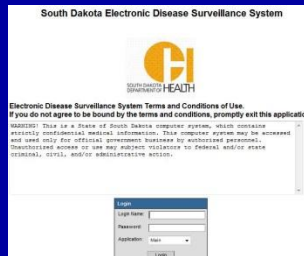 South Dakota Electronic Disease Surveillance System
SOUTH DAKOTA
DEPARTMENT OF HEALTH
Electronic Disease Surveillance System Terms and Conditions of Use.
If you do not agree to be bound by the terms and conditions, promptly exit this applicatio
WARNING! This is a State of South Dakota computer system, which contains
strictly confidential medical information. This computer system may be accessed
and used only for official government business by authorized personnel.
Unauthorized access or use may subject violators to federal and/or state
criminal, civil, and/or administrative action.
Login
Login Name:
Password:
Application: Main
Login